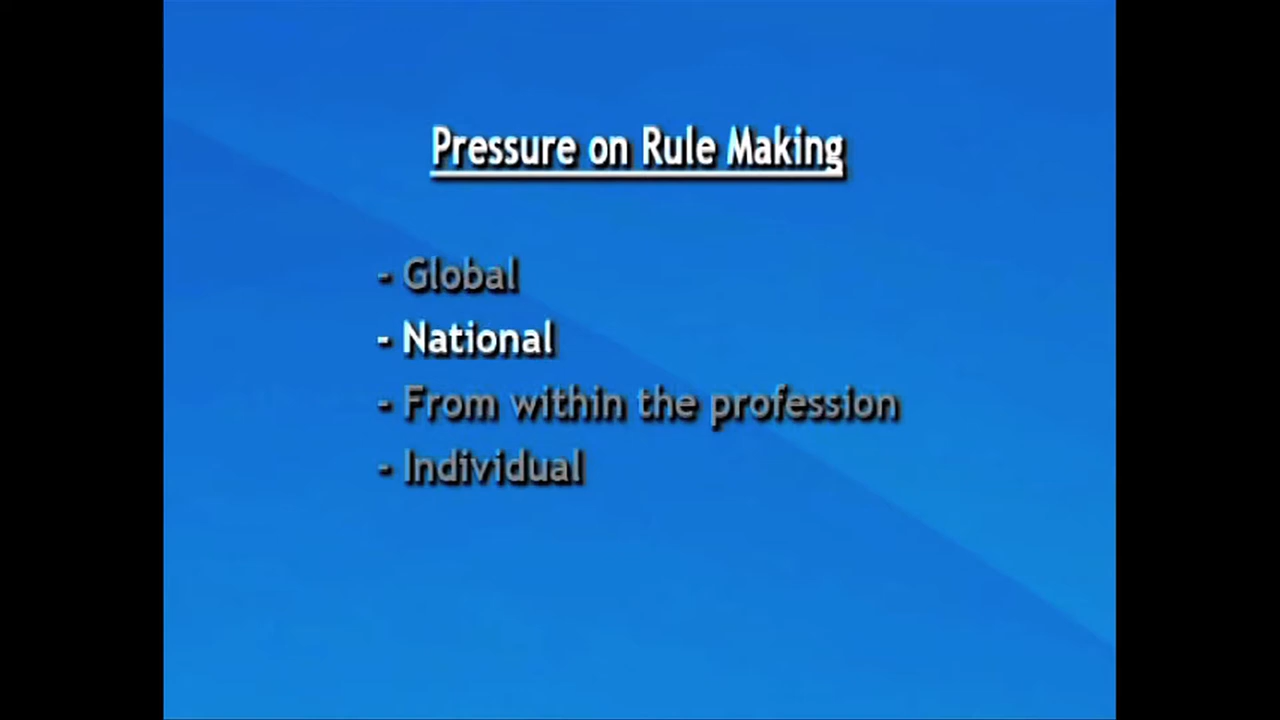 Pressure on Rule Making
- Global
- National
- From within the profession
- Individual